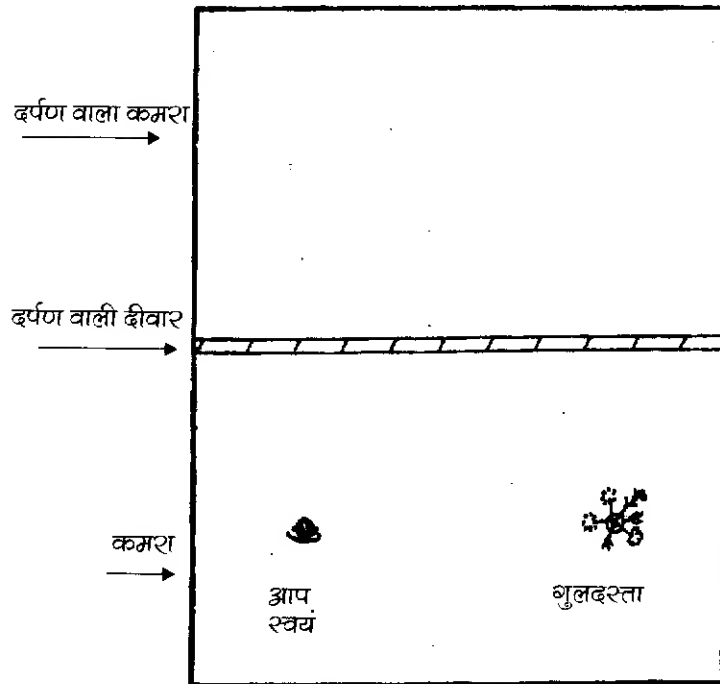 दर्पण वाला कमरा
दर्पण वाली दीवार
कमरा
आप
स्वयं
गुलदस्ता